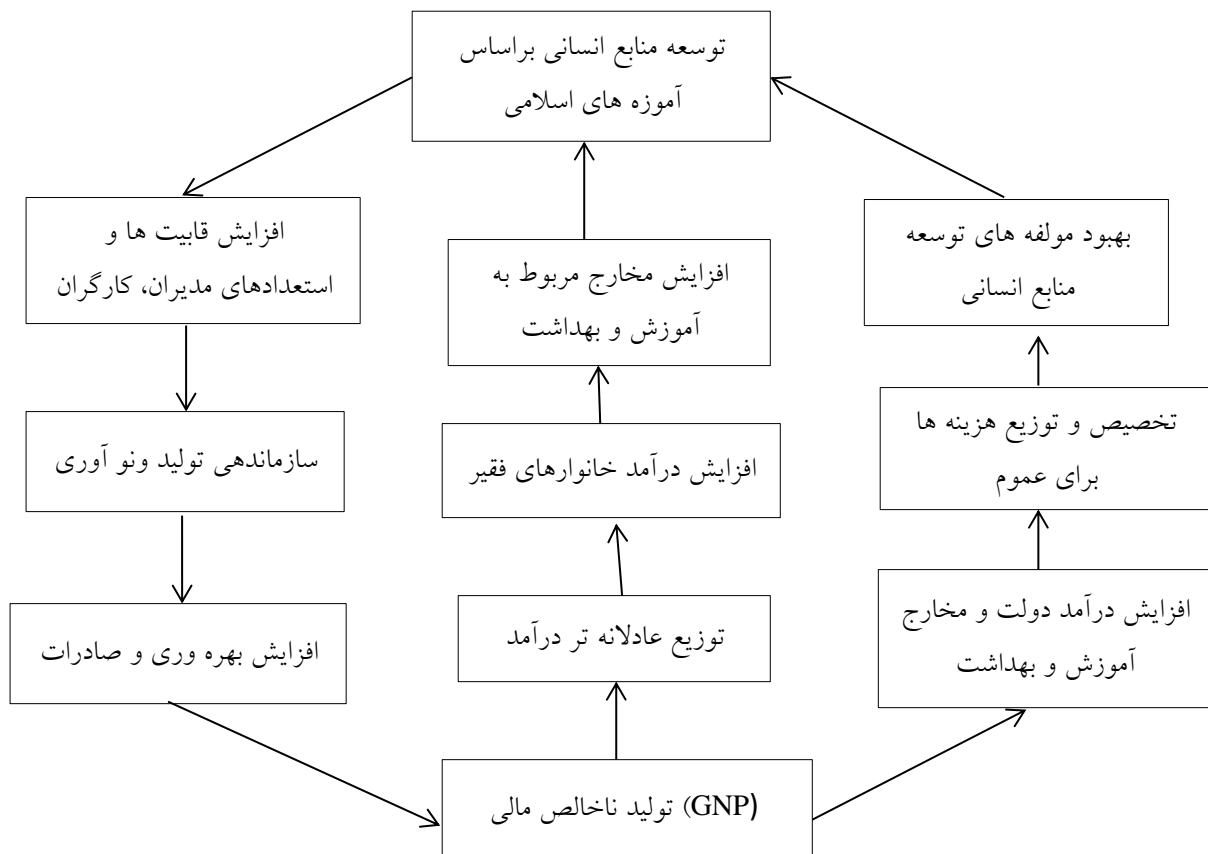 توسعه منابع انسانی براساس
آموزه های اسلامی
بهبود مولفه های توسعه
منابع انسانی
افزایش مخارج مربوط به
آموزش و بهداشت
افزایش قابیت ها و
استعدادهای مدیران، کارگران
تخصیص و توزیع هزینه ها
برای عموم
افزایش درآمد خانوارهای فقیر
سازماندهی تولید ونو آوری
افزایش درآمد دولت و مخارج
آموزش و بهداشت
توزیع عادلانه تر درآمد
افزایش بهره وری و صادرات
(GNP) تولید ناخالص مالی